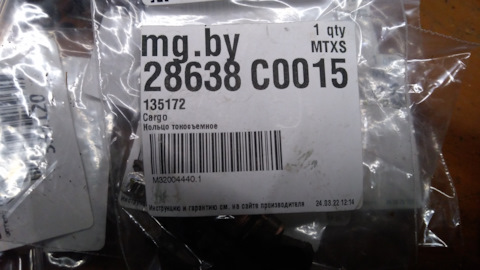 1 qty
mg.by MTXS
28638 C0015
135172
Cargo
Кольцо токосъемное
M32004440.1
Инструкцию и гарантию см. на сайте производителя 24.03.22 12:14